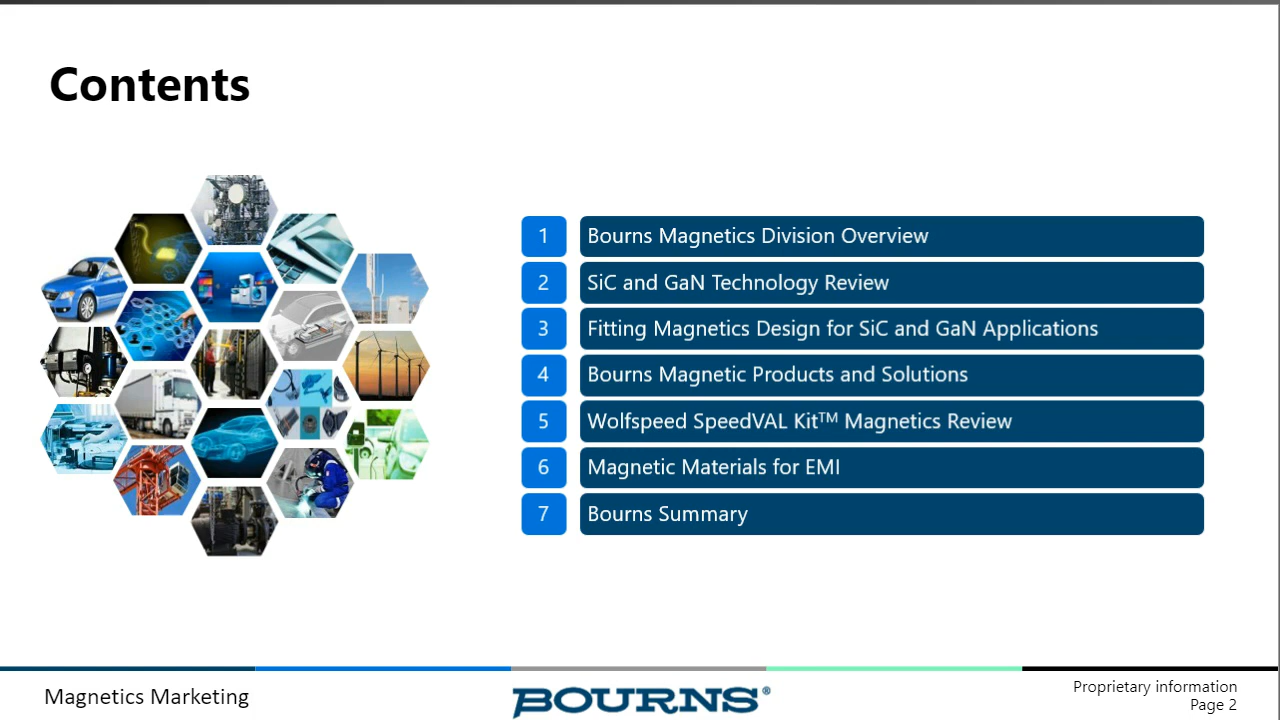 Contents
1 Bourns Magnetics Division Overview
2 SiC and GaN Technology Review
3 Fitting Magnetics Design for SiC and GaN Applications
4 Bourns Magnetic Products and Solutions
5 Wolfspeed SpeedVAL Kit™ Magnetics Review
6 Magnetic Materials for EMI
7 Bourns Summary
Magnetics Marketing
BOURNS®
Proprietary information
Page 2